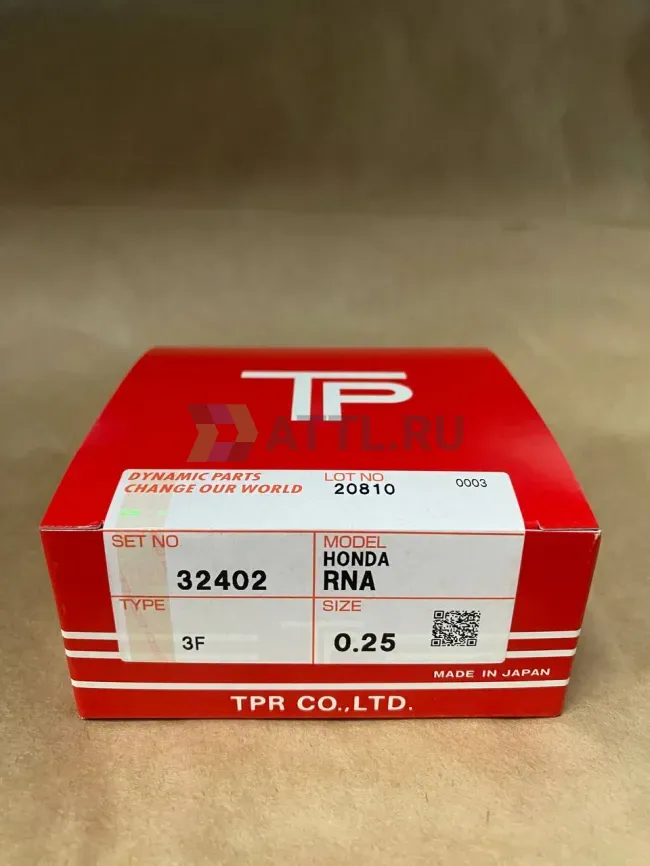 TP
ATTL.RU
DYNAMIC PARTS
CHANGE OUR WORLD
LOT NO
20810
0003
SET NO.
32402
MODEL
HONDA
RNA
TYPE
3F
SIZE
0.25
MADE IN JAPAN
TPR CO.,LTD.